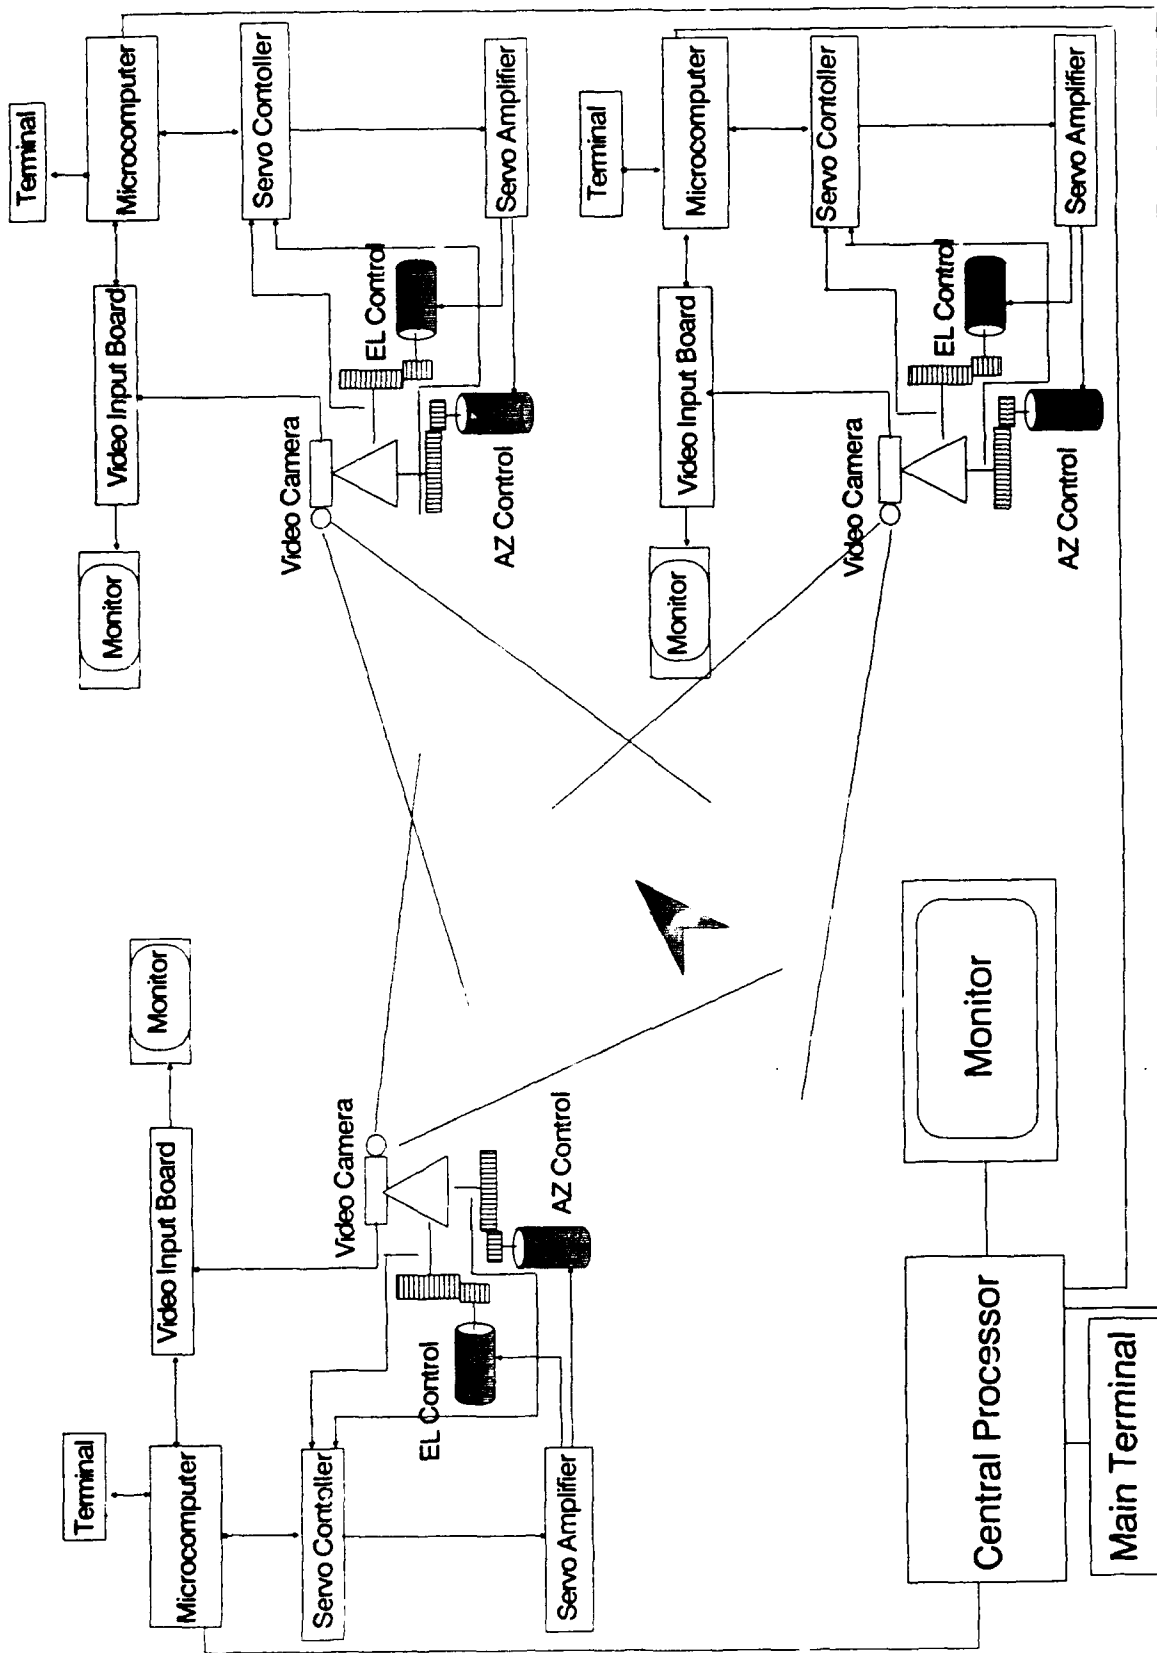 Terminal
Microcomputer
Video Input Board
Monitor
Servo Contoller
Video Camera
EL Control
AZ Control
Servo Amplifier
Monitor
Video Input Board
Terminal
Microcomputer
Video Camera
Servo Contoller
EL Control
AZ Control
Servo Amplifier
Monitor
Video Input Board
Terminal
Microcomputer
Video Camera
Servo Contoller
EL Control
AZ Control
Servo Amplifier
Central Processor
Monitor
Main Terminal